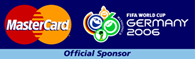 MasterCard
FIFA WORLD CUP
GERMANY
2006
Official Sponsor